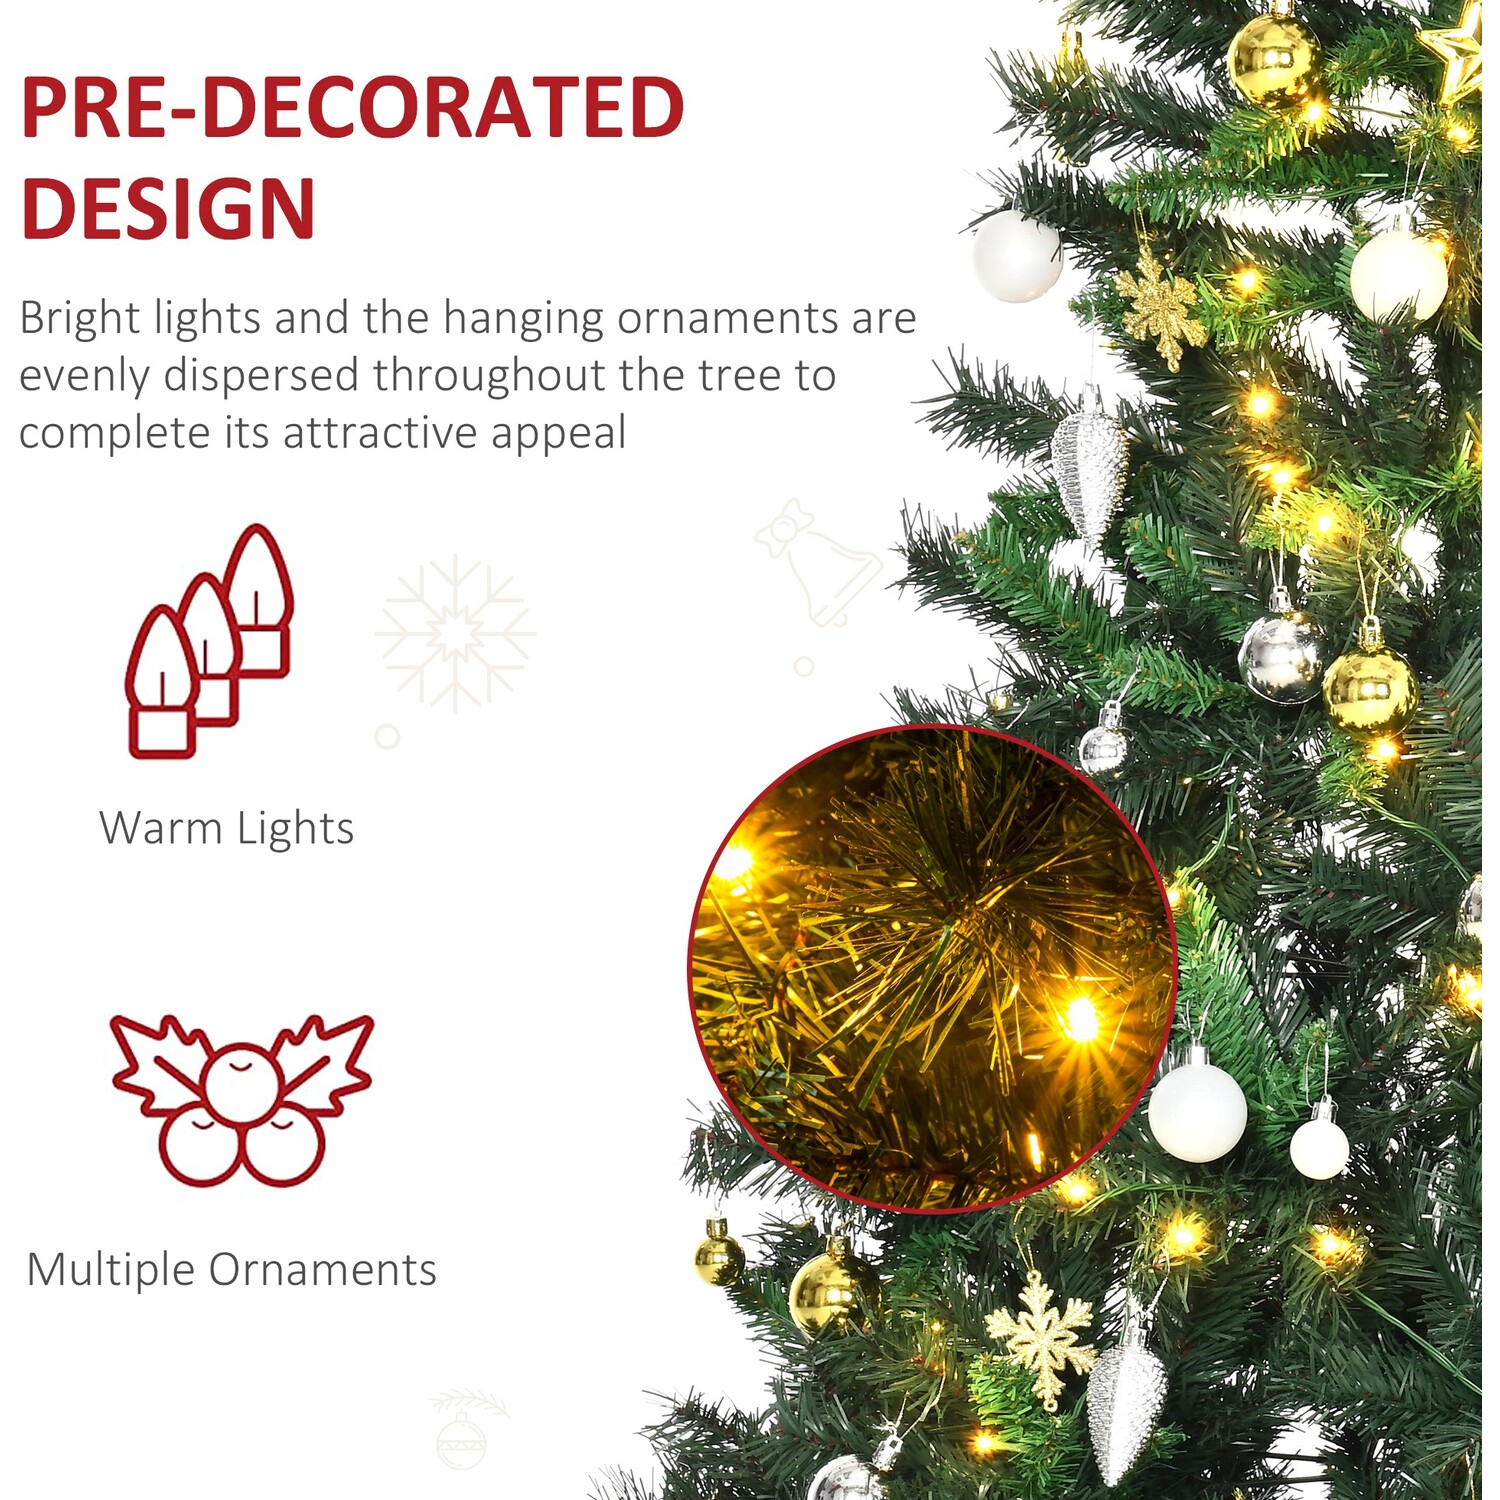 PRE-DECORATED
DESIGN
Bright lights and the hanging ornaments are
evenly dispersed throughout the tree to
complete its attractive appeal
Warm Lights
Multiple Ornaments